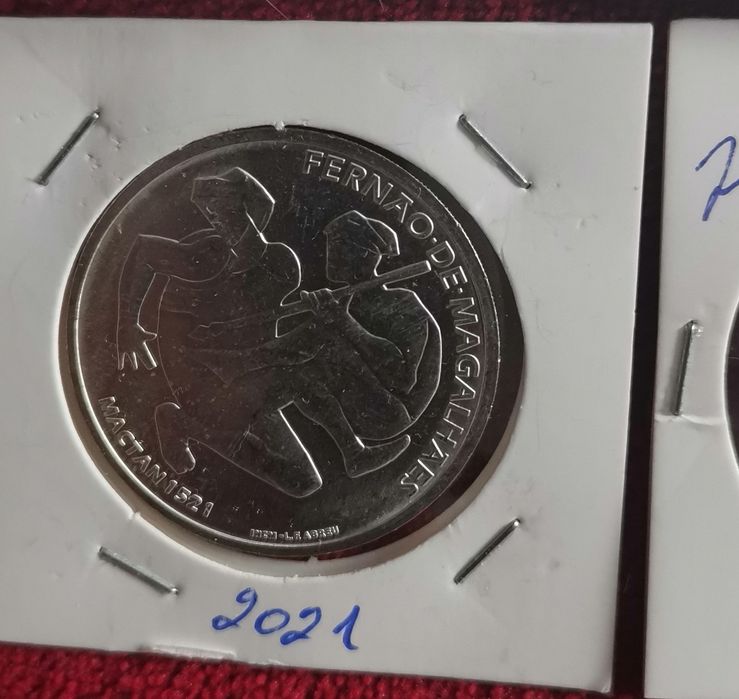 FERNÃO·DE·MAGALHÃES
MACTAN 1521
INCM - L.F. ABREU
2021